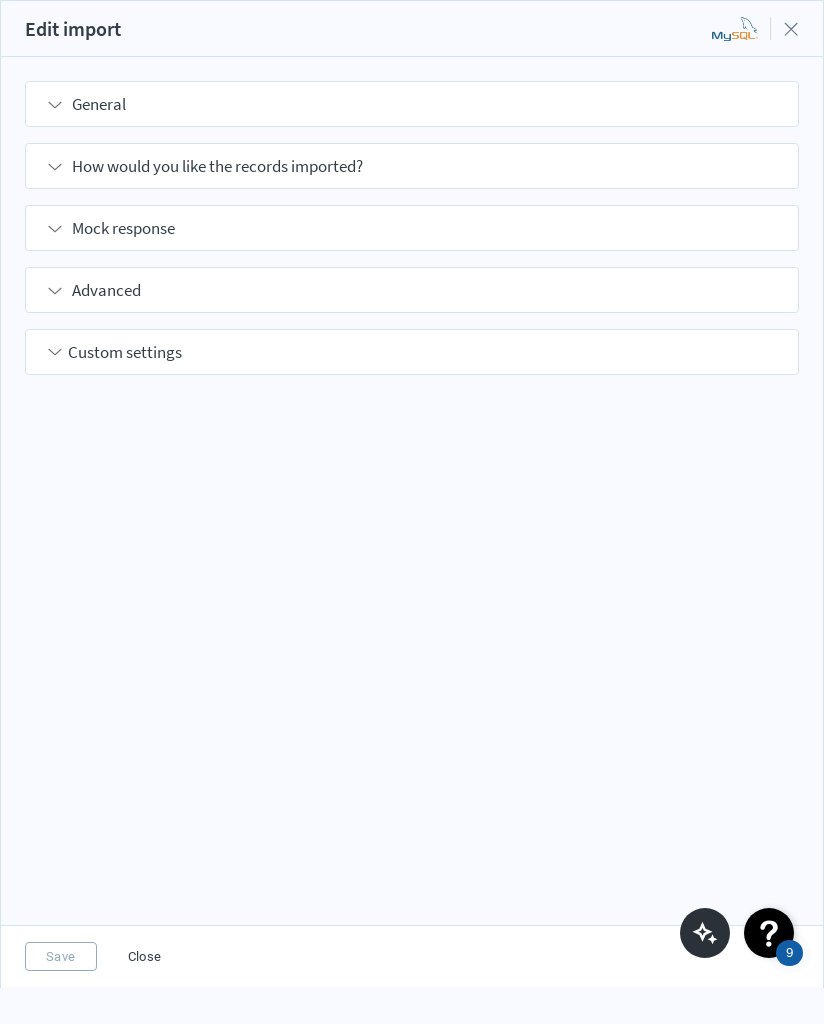 Edit import
MySQL
General
How would you like the records imported?
Mock response
Advanced
Custom settings
Save
Close
?
9